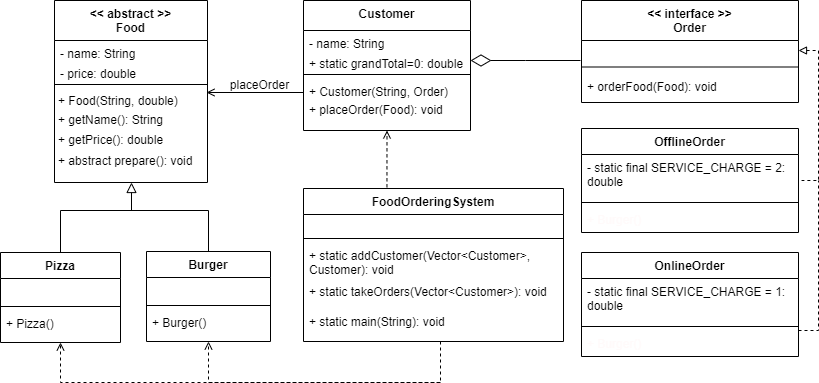 << abstract >>
Food
- name: String
- price: double
+ Food(String, double)
+ getName(): String
+ getPrice(): double
+ abstract prepare(): void
placeOrder
Customer
- name: String
+ static grandTotal=0: double
+ Customer(String, Order)
+ placeOrder(Food): void
<< interface >>
Order
+ orderFood(Food): void
OfflineOrder
- static final SERVICE_CHARGE = 2:
double
FoodOrderingSystem
+ static addCustomer(Vector<Customer>,
Customer): void
+ static takeOrders(Vector<Customer>): void
+ static main(String): void
Pizza
+ Pizza()
Burger
+ Burger()
OnlineOrder
- static final SERVICE_CHARGE = 1:
double